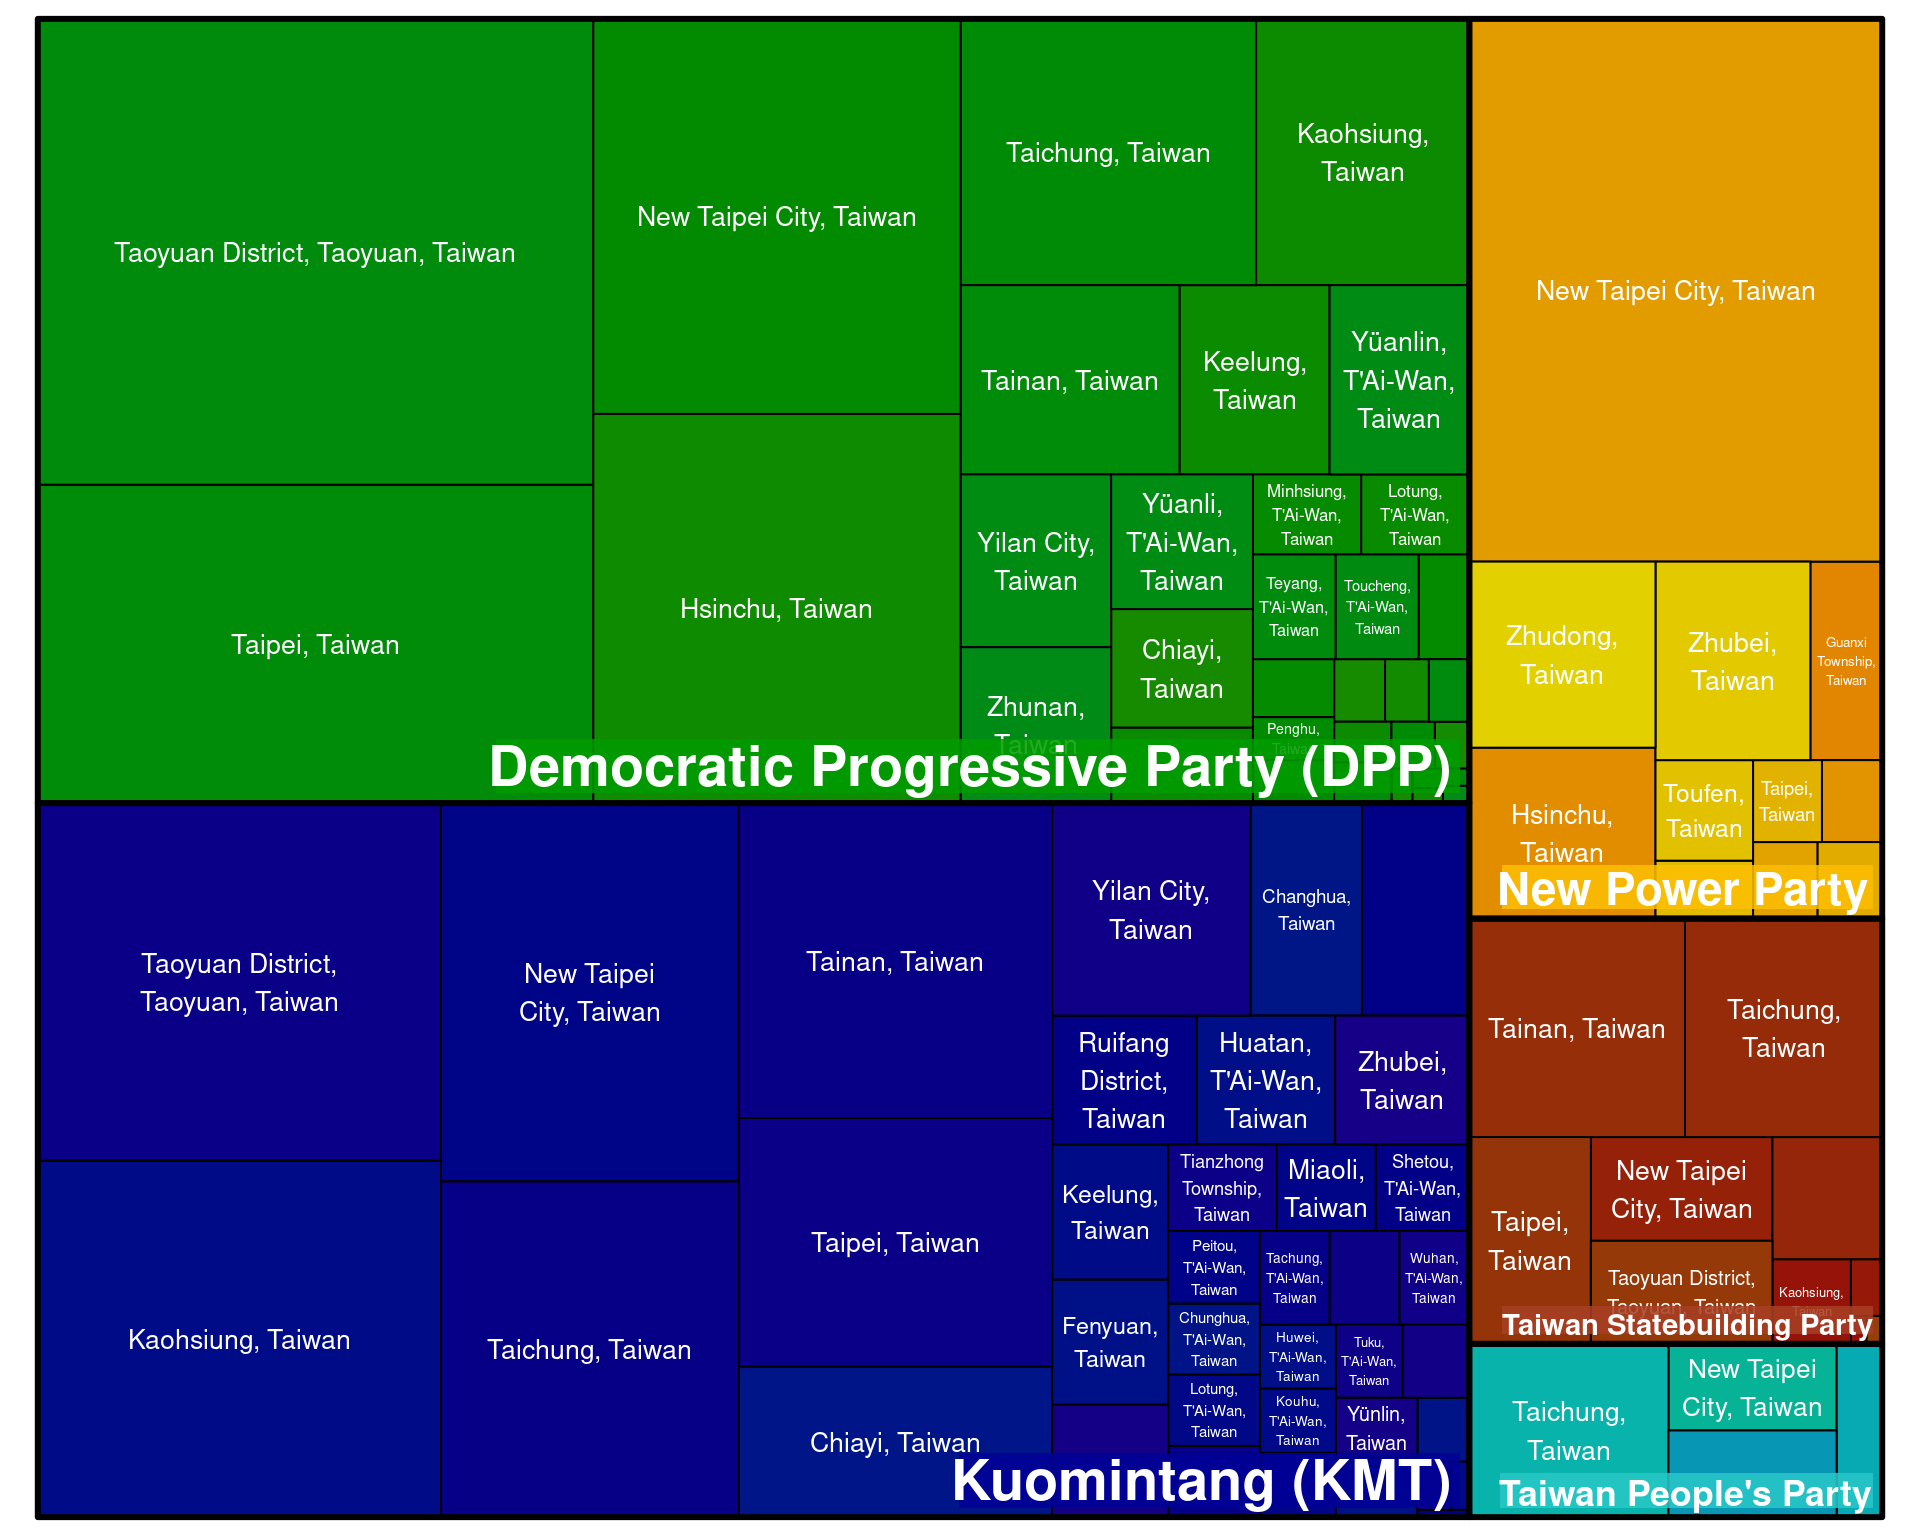 Taoyuan District, Taoyuan, Taiwan
New Taipei City, Taiwan
Taichung, Taiwan
Kaohsiung,
Taiwan
Tainan, Taiwan
Keelung,
Taiwan
Yüanlin,
T'Ai-Wan,
Taiwan
Taipei, Taiwan
Hsinchu, Taiwan
Yilan City,
Taiwan
Yüanli,
T'Ai-Wan,
Taiwan
Minhsiung,
T'Ai-Wan,
Taiwan
Lotung,
T'Ai-Wan,
Taiwan
Teyang,
T'Ai-Wan,
Taiwan
Toucheng,
T'Ai-Wan,
Taiwan
Chiayi,
Taiwan
Zhunan,
Taiwan
Penghu,
Taiwan
Democratic Progressive Party (DPP)
New Taipei City, Taiwan
Zhudong,
Taiwan
Zhubei,
Taiwan
Guanxi
Township,
Taiwan
Hsinchu,
Taiwan
Toufen,
Taiwan
Taipei,
Taiwan
New Power Party
Taoyuan District,
Taoyuan, Taiwan
New Taipei
City, Taiwan
Tainan, Taiwan
Yilan City,
Taiwan
Changhua,
Taiwan
Ruifang
District,
Taiwan
Huatan,
T'Ai-Wan,
Taiwan
Zhubei,
Taiwan
Kaohsiung, Taiwan
Taichung, Taiwan
Taipei, Taiwan
Chiayi, Taiwan
Keelung,
Taiwan
Tianzhong
Township,
Taiwan
Miaoli,
Taiwan
Shetou,
T'Ai-Wan,
Taiwan
Peitou,
T'Ai-Wan,
Taiwan
Tachung,
T'Ai-Wan,
Taiwan
Wuhan,
T'Ai-Wan,
Taiwan
Fenyuan,
Taiwan
Chunghua,
T'Ai-Wan,
Taiwan
Huwei,
T'Ai-Wan,
Taiwan
Tuku,
T'Ai-Wan,
Taiwan
Lotung,
T'Ai-Wan,
Taiwan
Kouhu,
T'Ai-Wan,
Taiwan
Yünlin,
Taiwan
Kuomintang (KMT)
Tainan, Taiwan
Taichung,
Taiwan
Taipei,
Taiwan
New Taipei
City, Taiwan
Taoyuan District,
Taoyuan, Taiwan
Kaohsiung,
Taiwan
Taiwan Statebuilding Party
Taichung,
Taiwan
New Taipei
City, Taiwan
Taiwan People's Party